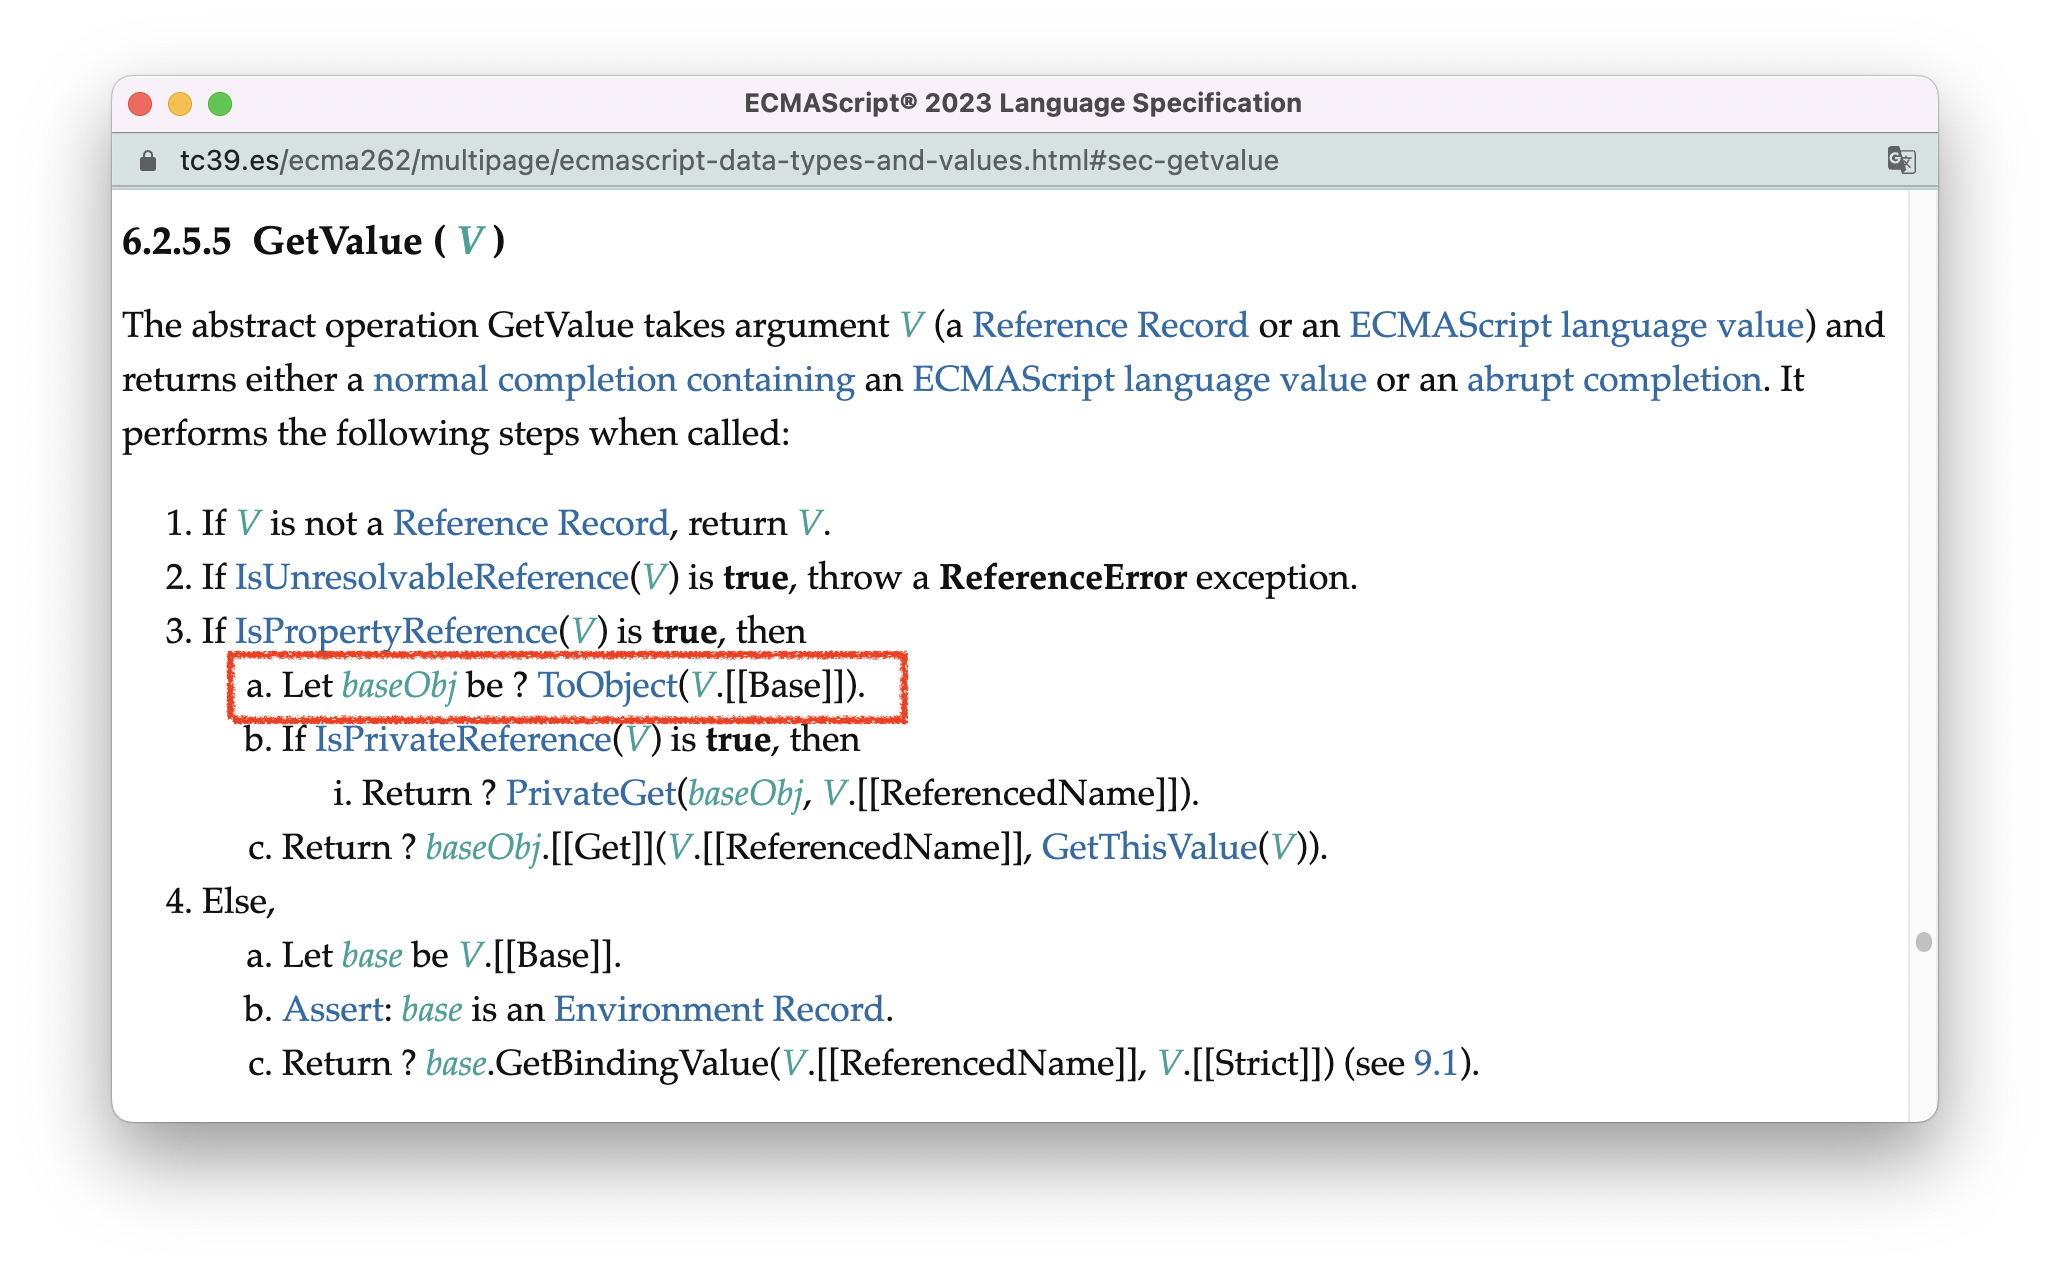 ECMAScript® 2023 Language Specification
tc39.es/ecma262/multipage/ecmascript-data-types-and-values.html#sec-getvalue
6.2.5.5 GetValue ( V )
The abstract operation GetValue takes argument V (a Reference Record or an ECMAScript language value) and
returns either a normal completion containing an ECMAScript language value or an abrupt completion. It
performs the following steps when called:
1. If V is not a Reference Record, return V.
2. If IsUnresolvableReference(V) is true, throw a ReferenceError exception.
3. If IsPropertyReference(V) is true, then
a. Let baseObj be ? ToObject(V.[[Base]]).
b. If IsPrivateReference(V) is true, then
i. Return ? PrivateGet(baseObj, V.[[ReferencedName]]).
c. Return ? baseObj.[[Get]](V.[[ReferencedName]], GetThisValue(V)).
4. Else,
a. Let base be V.[[Base]].
b. Assert: base is an Environment Record.
c. Return ? base.GetBindingValue(V.[[ReferencedName]], V.[[Strict]]) (see 9.1).